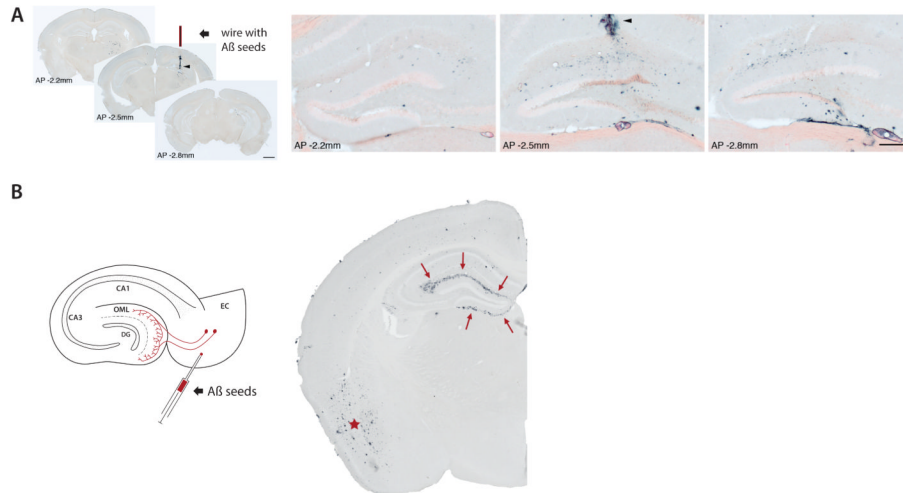 A
wire with
Aß seeds
AP -2.2mm
AP -2.5mm
AP -2.8mm
AP -2.2mm
AP -2.5mm
AP -2.8mm
B
CA1
EC
CA3
OML
DG
Aß seeds